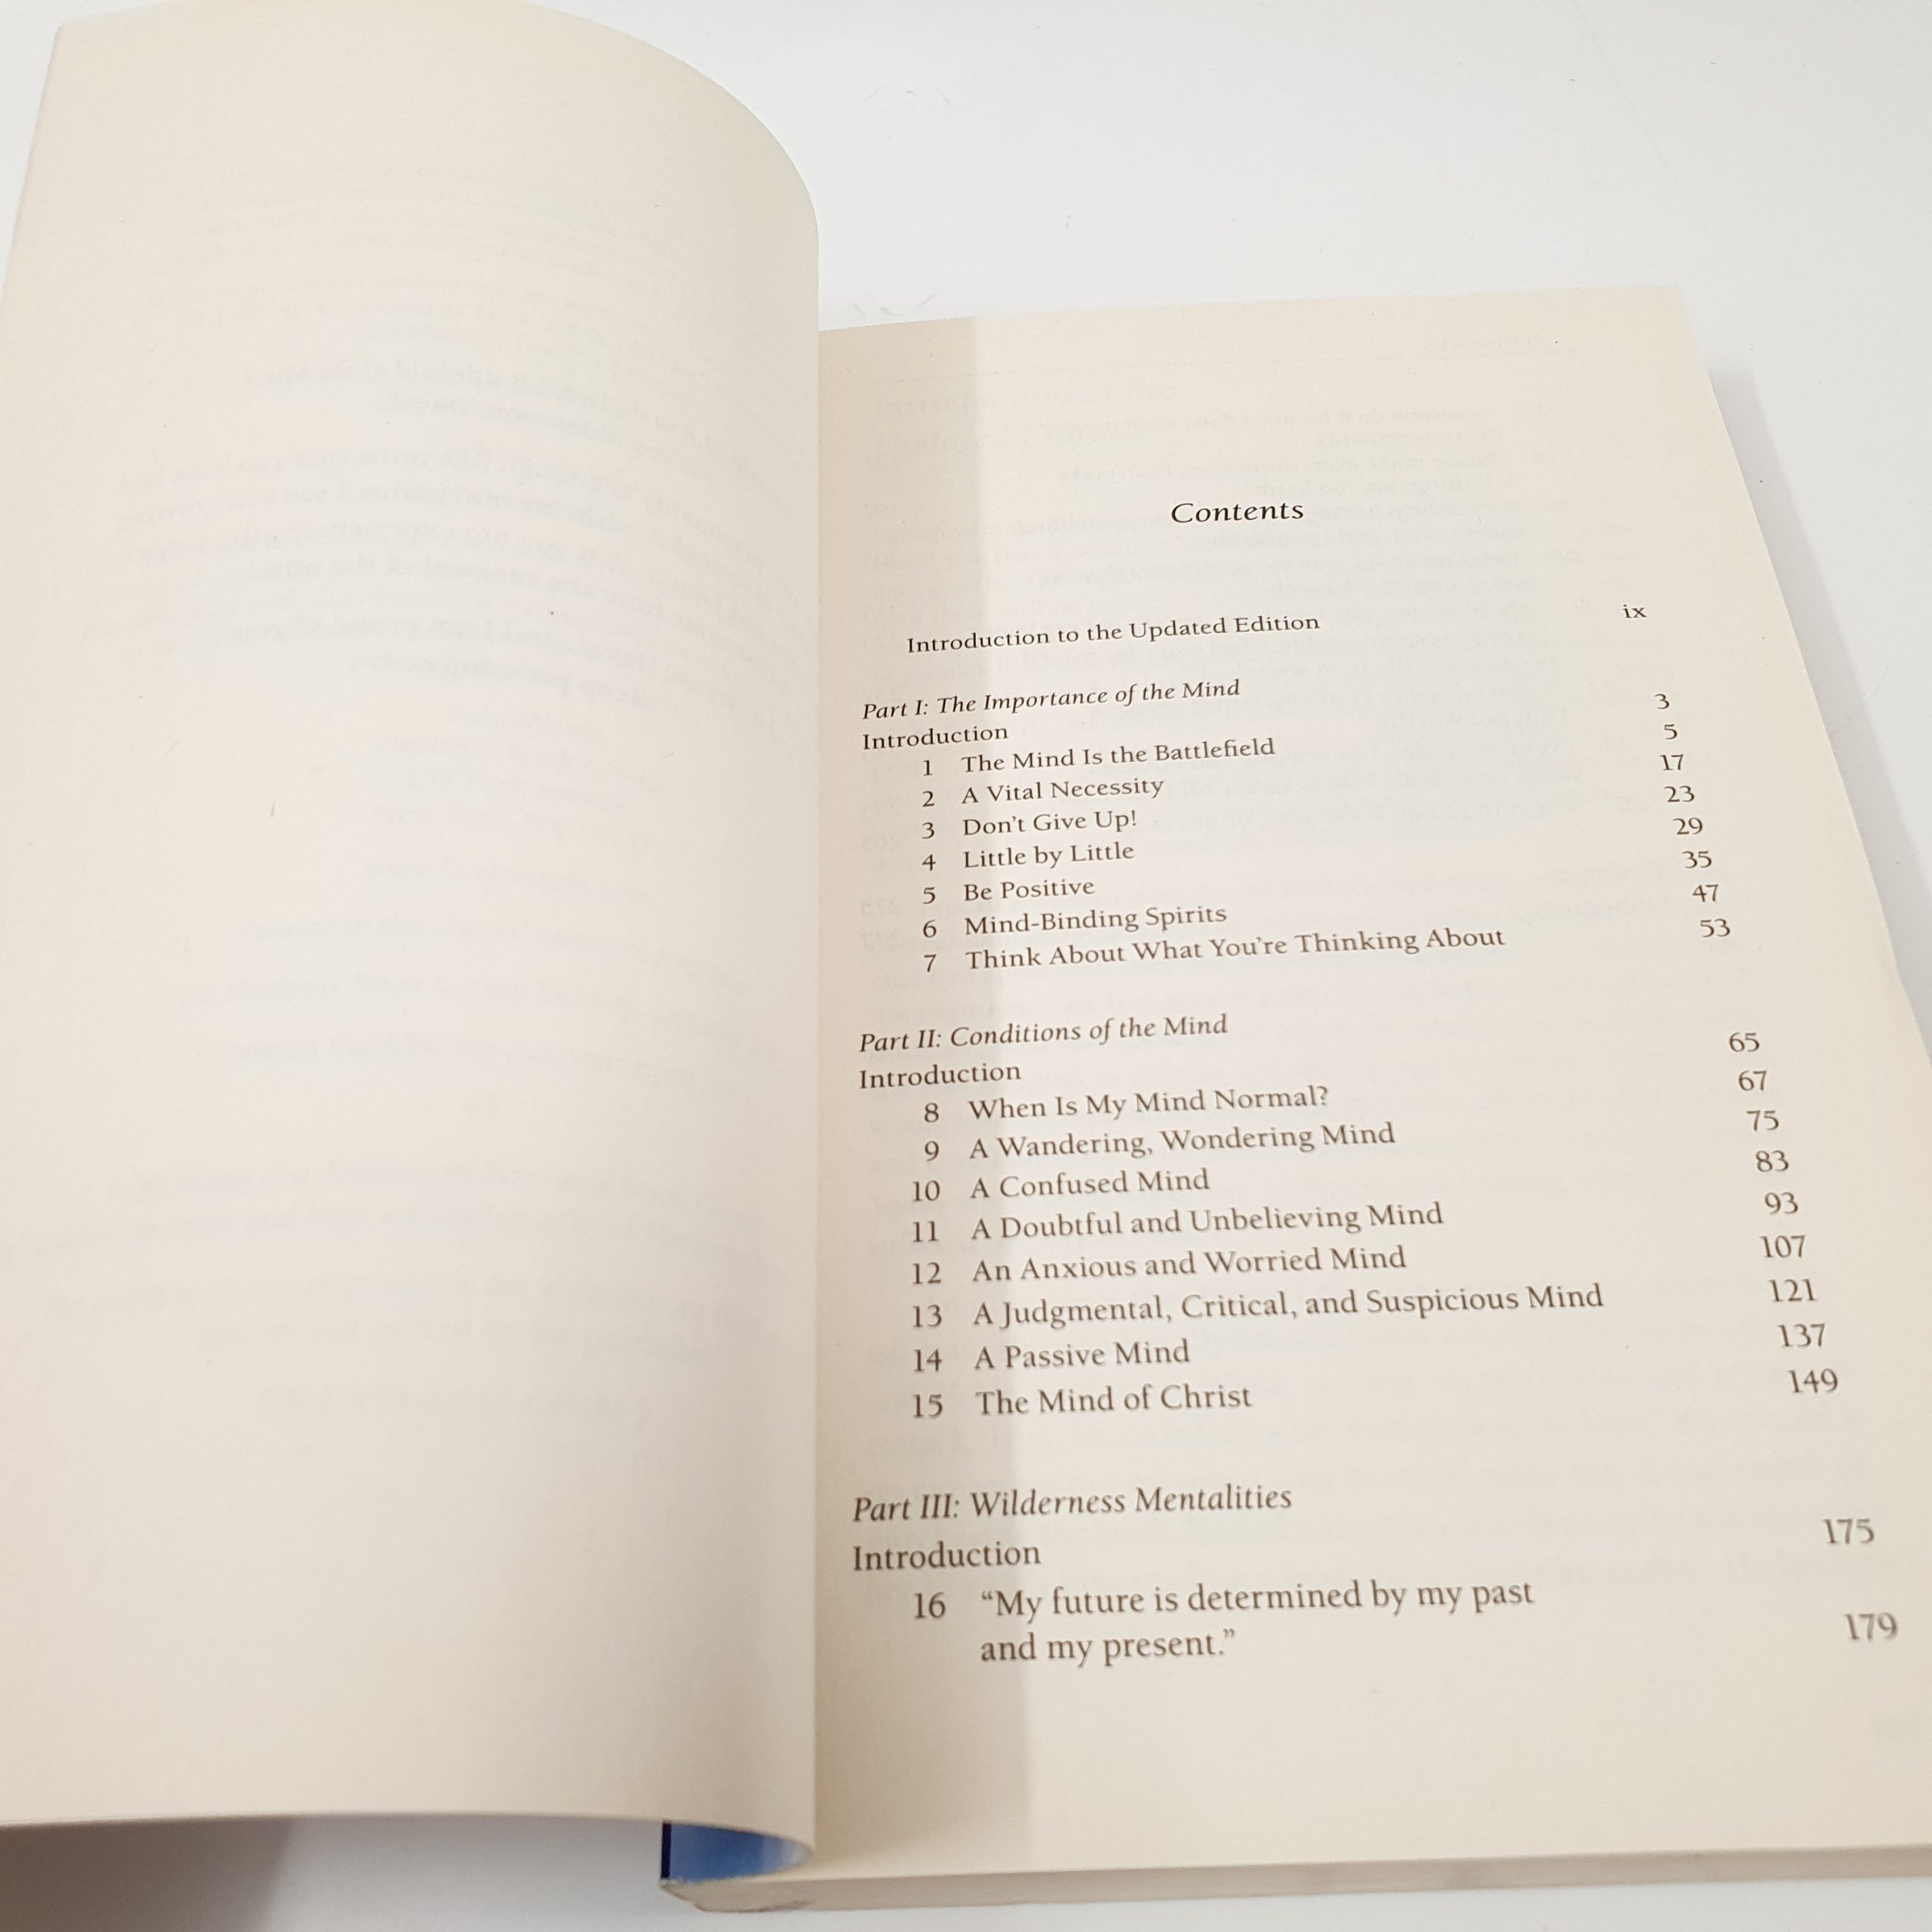 Contents
Introduction to the Updated Edition ix
Part I: The Importance of the Mind
Introduction 3
1 The Mind Is the Battlefield 5
2 A Vital Necessity 17
3 Don't Give Up! 23
4 Little by Little 29
5 Be Positive 35
6 Mind-Binding Spirits 47
7 Think About What You're Thinking About 53
Part II: Conditions of the Mind
Introduction 65
8 When Is My Mind Normal? 67
9 A Wandering, Wondering Mind 75
10 A Confused Mind 83
11 A Doubtful and Unbelieving Mind 93
12 An Anxious and Worried Mind 107
13 A Judgmental, Critical, and Suspicious Mind 121
14 A Passive Mind 137
15 The Mind of Christ 149
Part III: Wilderness Mentalities
Introduction 175
16 “My future is determined by my past
and my present.” 179